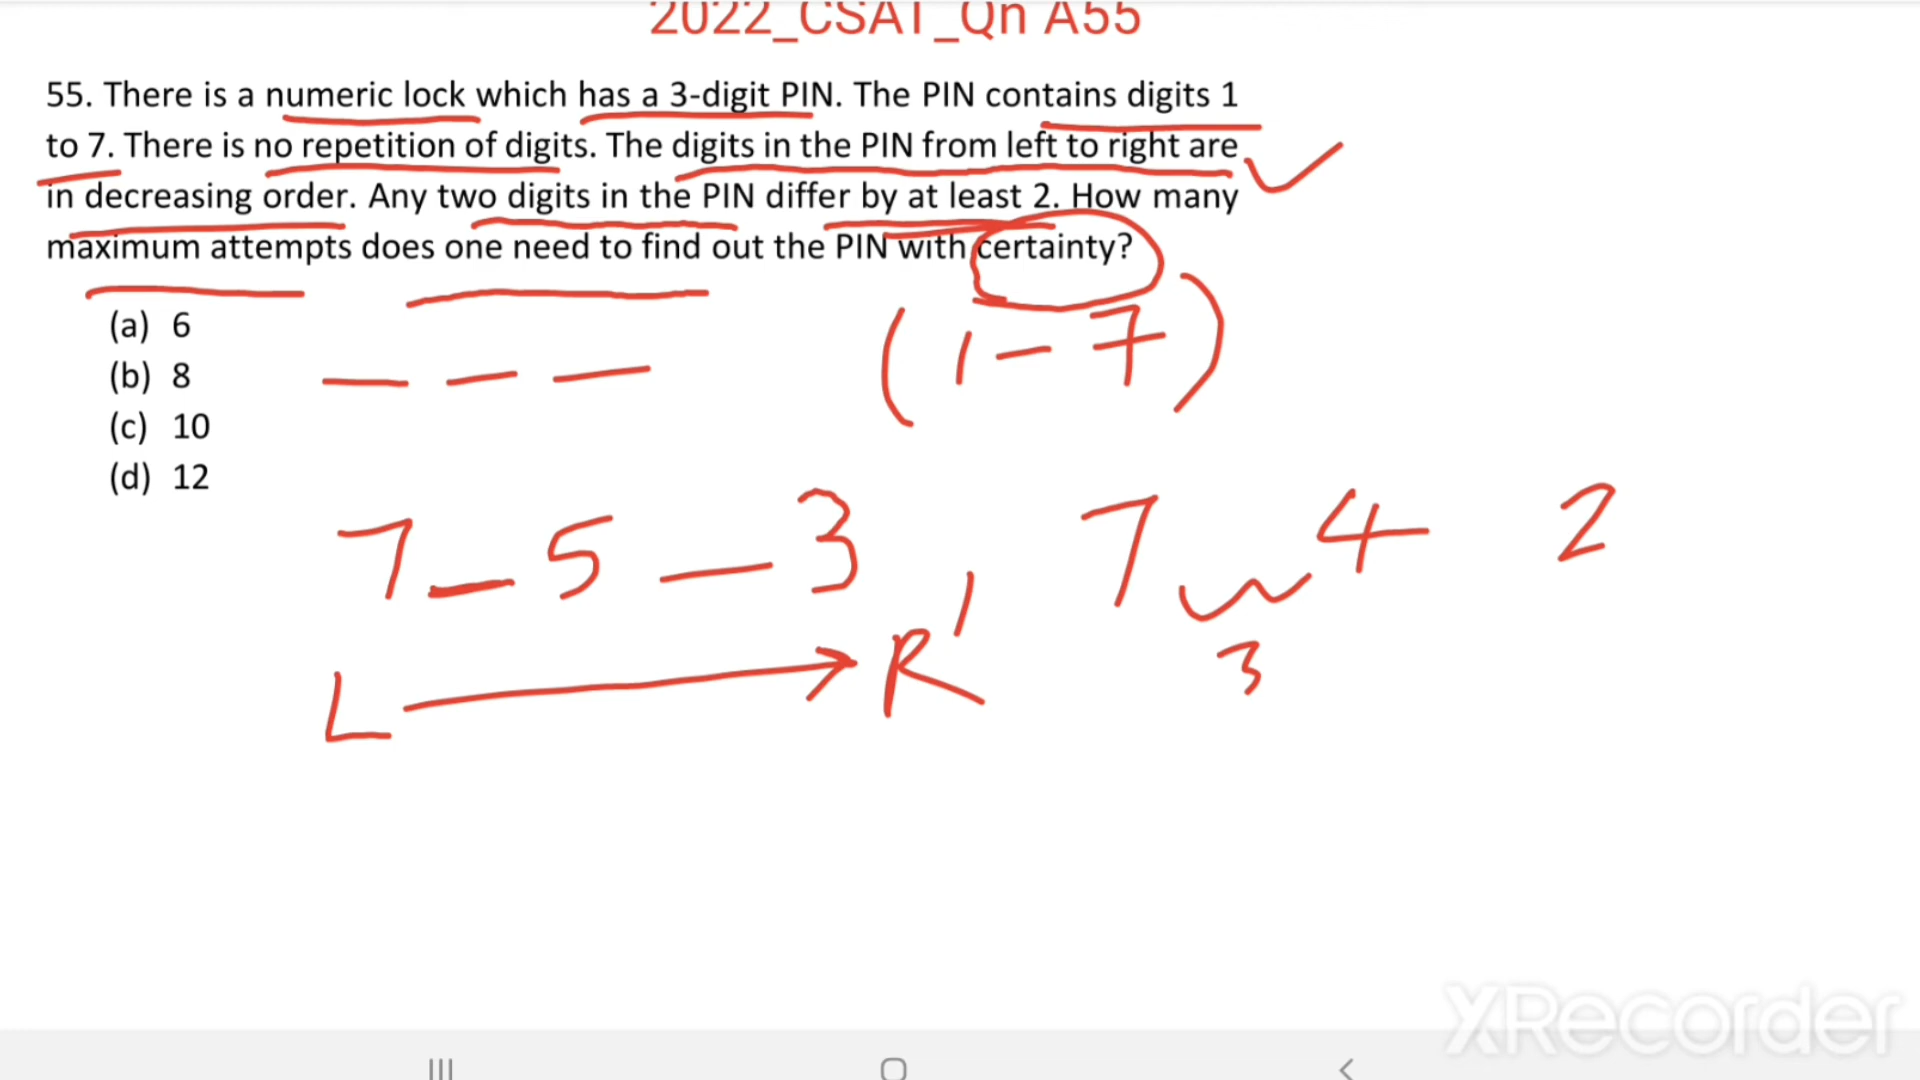 2022_CSAT_Qn A55
55. There is a numeric lock which has a 3-digit PIN. The PIN contains digits 1
to 7. There is no repetition of digits. The digits in the PIN from left to right are
in decreasing order. Any two digits in the PIN differ by at least 2. How many
maximum attempts does one need to find out the PIN with certainty?
(a) 6
(b) 8
(c) 10
(d) 12
(1-7)
7-5-3, 7 4 2
3
L → R
XRecorder